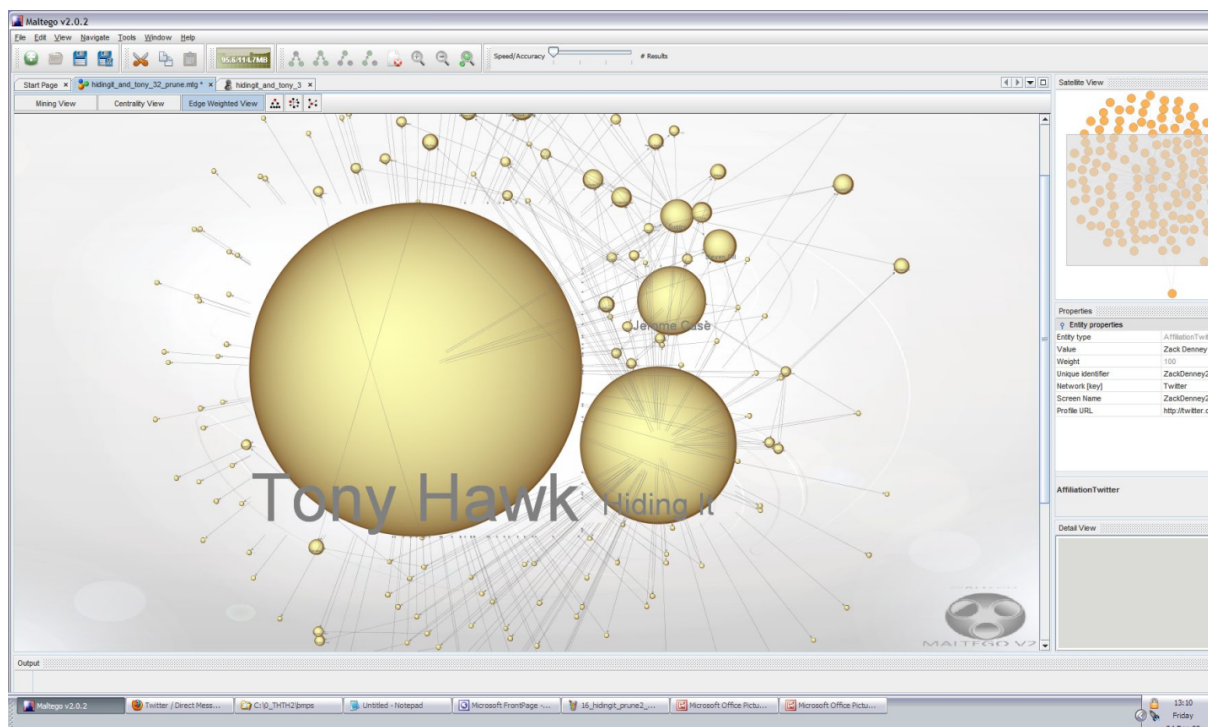 Maltego v2.0.2
File Edit View Navigate Tools Window Help
Speed/Accuracy # Results
Start Page hidingit_and_tony_32_prune.mtg * hidingit_and_tony_3
Mining View Centrality View Edge Weighted View
Jerome Case
Tony Hawk Hiding It
MALTEGO V2
Satellite View
Properties
Entity properties
Entity type AffiliationTwit
Value Zack Denney
Weight 100
Unique identifier ZackDenney2
Network [key] Twitter
Screen Name ZackDenney2
Profile URL http://twitter.c
AffiliationTwitter
Detail View
Output
Maltego v2.0.2 Twitter / Direct Mess... C:\0_THTH2\bmps Untitled - Notepad Microsoft FrontPage -... 16_hidingit_prune2_... Microsoft Office Pictu... Microsoft Office Pictu... 13:10
Friday